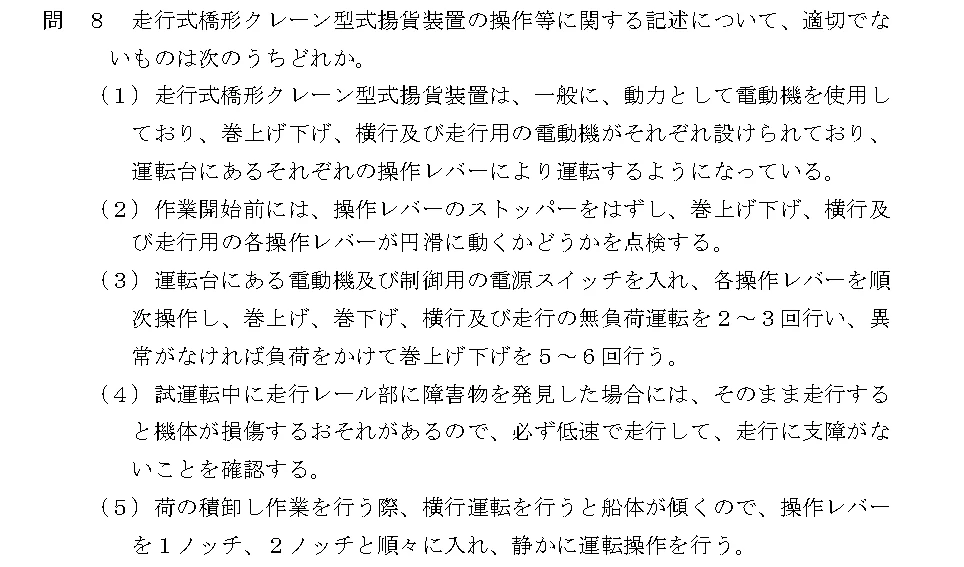 問　８　走行式橋形クレーン型式揚貨装置の操作等に関する記述について、適切でな
いものは次のうちどれか。
（１）走行式橋形クレーン型式揚貨装置は、一般に、動力として電動機を使用し
ており、巻上げ下げ、横行及び走行用の電動機がそれぞれ設けられており、
運転台にあるそれぞれの操作レバーにより運転するようになっている。
（２）作業開始前には、操作レバーのストッパーをはずし、巻上げ下げ、横行及
び走行用の各操作レバーが円滑に動くかどうかを点検する。
（３）運転台にある電動機及び制御用の電源スイッチを入れ、各操作レバーを順
次操作し、巻上げ、巻下げ、横行及び走行の無負荷運転を２～３回行い、異
常がなければ負荷をかけて巻上げ下げを５～６回行う。
（４）試運転中に走行レール部に障害物を発見した場合には、そのまま走行する
と機体が損傷するおそれがあるので、必ず低速で走行して、走行に支障がな
いことを確認する。
（５）荷の積卸し作業を行う際、横行運転を行うと船体が傾くので、操作レバー
を１ノッチ、２ノッチと順々に入れ、静かに運転操作を行う。